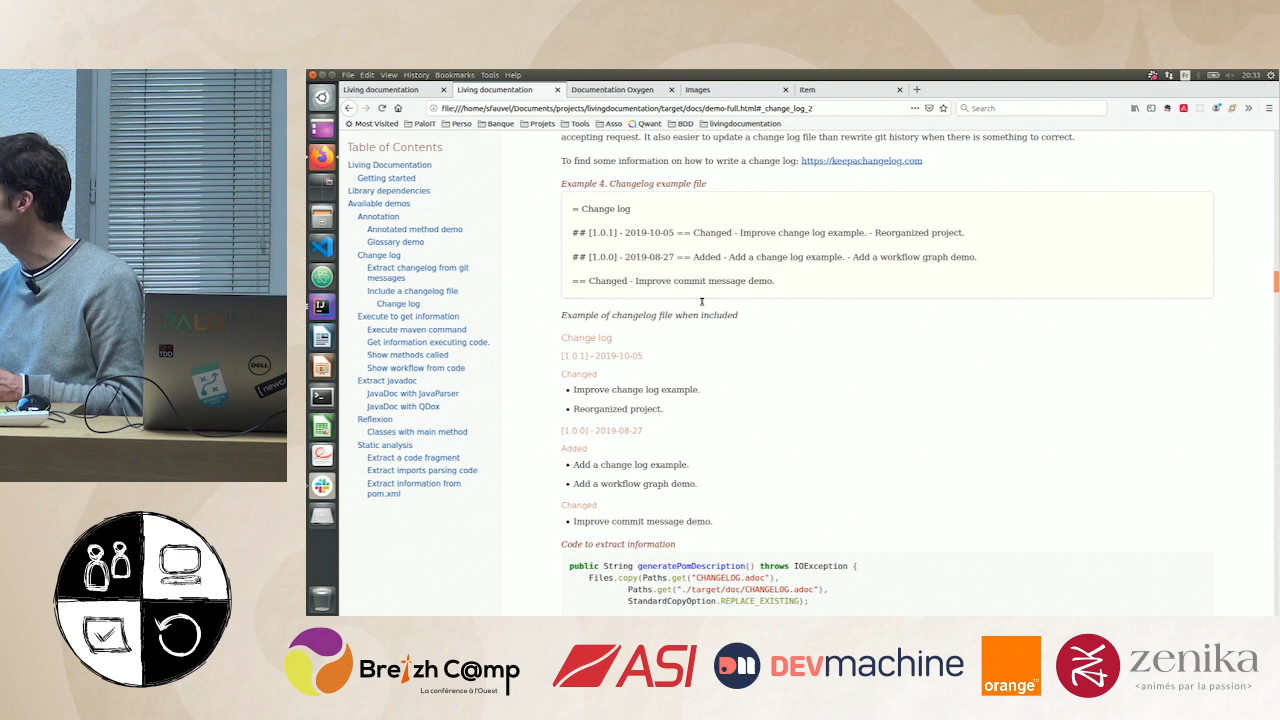 File Edit View History Bookmarks Tools Help
Fr 20:33
Living documentation × Living documentation × Documentation Oxygen × Images × Item × +
file:///home/sfauvel/Documents/projects/livingdocumentation/target/docs/demo-full.html#_change_log_2
Search
Most Visited PaloIT Perso Banque Projets Tools Asso Qwant BDD livingdocumentation
Table of Contents
Living Documentation
Getting started
Library dependencies
Available demos
Annotation
Annotated method demo
Glossary demo
Change log
Extract changelog from git
messages
Include a changelog file
Change log
Execute to get information
Execute maven command
Get information executing code.
Show methods called
Show workflow from code
Extract javadoc
JavaDoc with JavaParser
JavaDoc with QDox
Reflexion
Classes with main method
Static analysis
Extract a code fragment
Extract imports parsing code
Extract information from
pom.xml
accepting request. It also easier to update a change log file than rewrite git history when there is something to correct.
To find some information on how to write a change log: https://keepachangelog.com
Example 4. Changelog example file
= Change log
## [1.0.1] - 2019-10-05 == Changed - Improve change log example. - Reorganized project.
## [1.0.0] - 2019-08-27 == Added - Add a change log example. - Add a workflow graph demo.
== Changed - Improve commit message demo.
Example of changelog file when included
Change log
[1.0.1] - 2019-10-05
Changed
• Improve change log example.
• Reorganized project.
[1.0.0] - 2019-08-27
Added
• Add a change log example.
• Add a workflow graph demo.
Changed
• Improve commit message demo.
Code to extract information
public String generatePomDescription() throws IOException {
Files.copy(Paths.get("CHANGELOG.adoc"),
Paths.get("./target/doc/CHANGELOG.adoc"),
StandardCopyOption.REPLACE_EXISTING);
PALO
TDD
DELL
Breizh C@mp
La conférence à l'Ouest
ASI
DEVmachine
orange™
zenika
<animés par la passion>